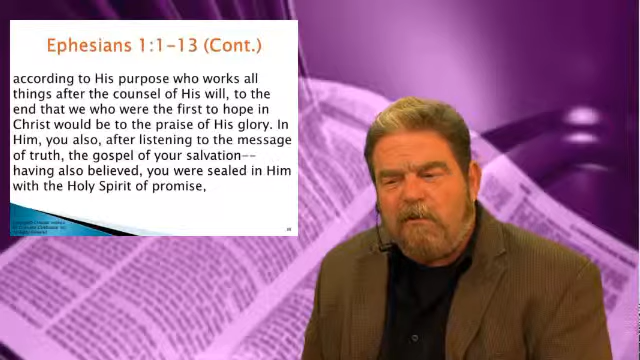 Ephesians 1:1-13 (Cont.)
according to His purpose who works all
things after the counsel of His will, to the
end that we who were the first to hope in
Christ would be to the praise of His glory. In
Him, you also, after listening to the message
of truth, the gospel of your salvation--
having also believed, you were sealed in Him
with the Holy Spirit of promise,